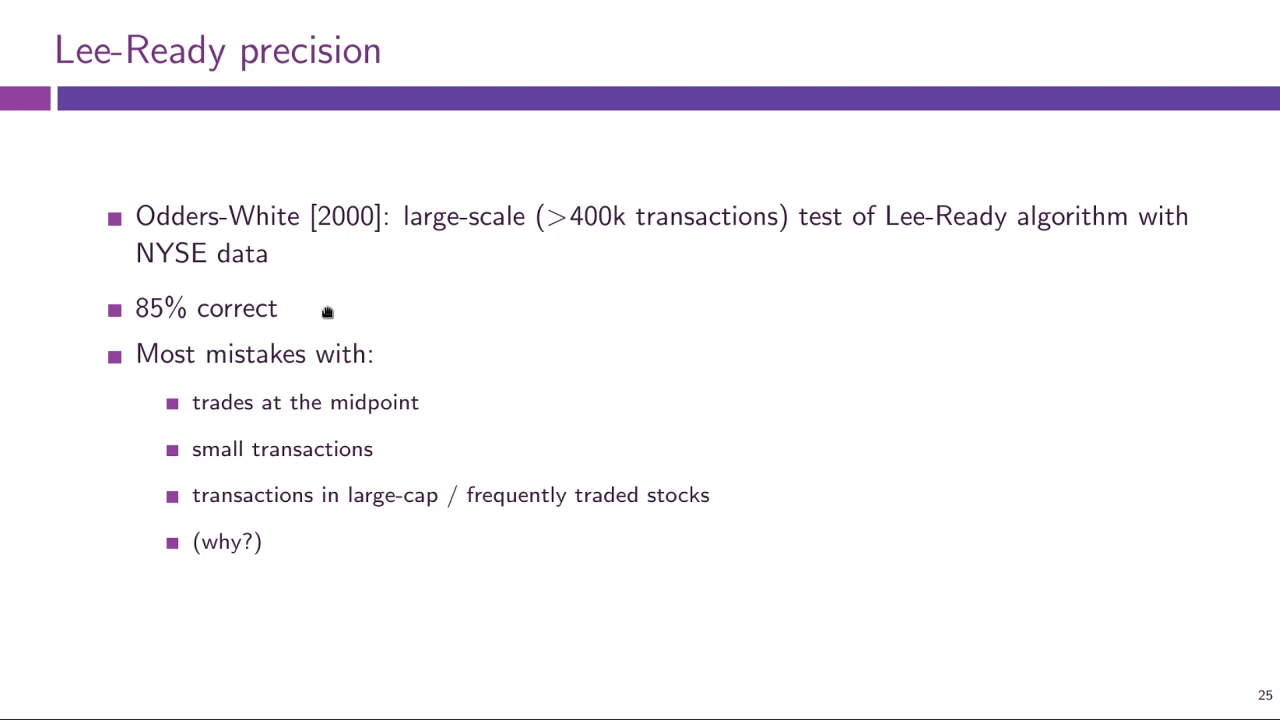 Lee-Ready precision
Odders-White [2000]: large-scale (>400k transactions) test of Lee-Ready algorithm with
NYSE data
85% correct
Most mistakes with:
trades at the midpoint
small transactions
transactions in large-cap / frequently traded stocks
(why?)
25